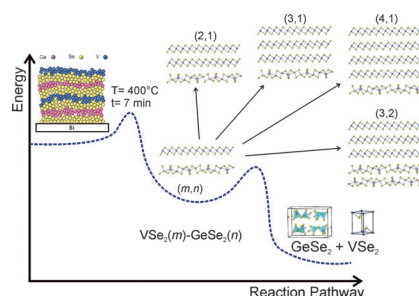 Ge Se V
(2,1)
(3,1)
(4,1)
T= 400°C
t= 7 min
Si
(3,2)
(m,n)
VSe₂(m)-GeSe₂(n)
GeSe₂ + VSe₂
Energy
Reaction Pathway